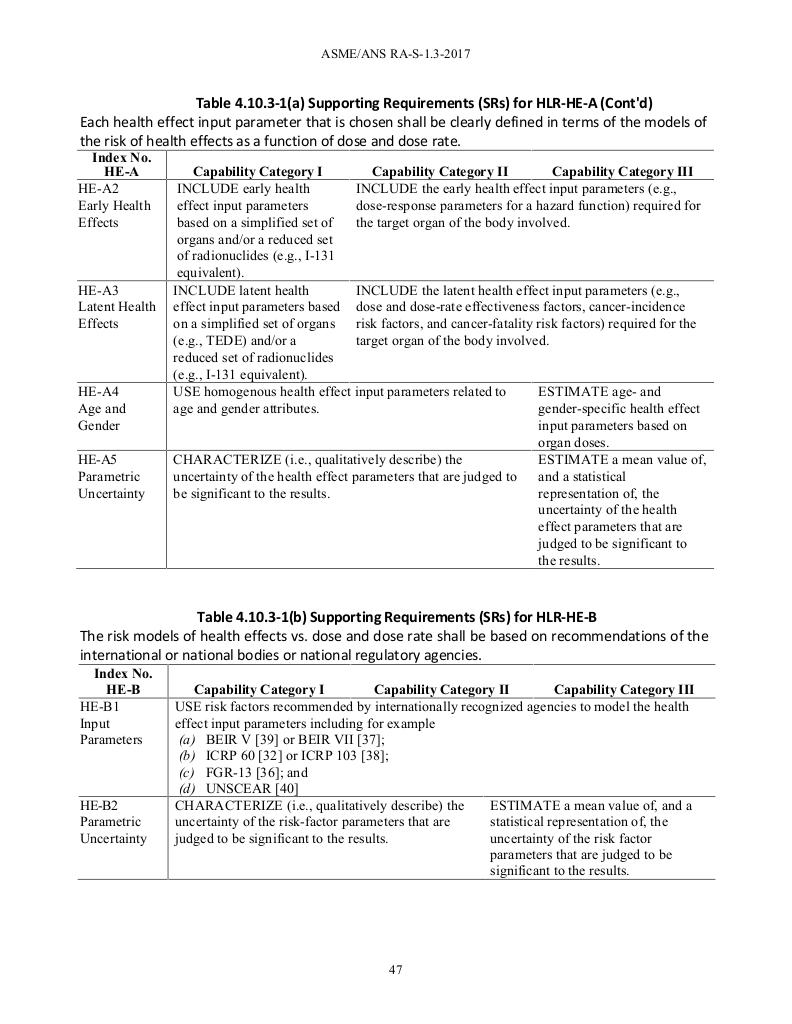 ASME/ANS RA-S-1.3-2017
Table 4.10.3-1(a) Supporting Requirements (SRs) for HLR-HE-A (Cont'd)
Each health effect input parameter that is chosen shall be clearly defined in terms of the models of
the risk of health effects as a function of dose and dose rate.
Index No.
HE-A
Capability Category I
Capability Category II
Capability Category III
HE-A2
Early Health
Effects
INCLUDE early health
effect input parameters
based on a simplified set of
organs and/or a reduced set
of radionuclides (e.g., I-131
equivalent).
INCLUDE the early health effect input parameters (e.g.,
dose-response parameters for a hazard function) required for
the target organ of the body involved.
HE-A3
Latent Health
Effects
INCLUDE latent health
effect input parameters based
on a simplified set of organs
(e.g., TEDE) and/or a
reduced set of radionuclides
(e.g., I-131 equivalent).
INCLUDE the latent health effect input parameters (e.g.,
dose and dose-rate effectiveness factors, cancer-incidence
risk factors, and cancer-fatality risk factors) required for the
target organ of the body involved.
HE-A4
Age and
Gender
USE homogenous health effect input parameters related to
age and gender attributes.
ESTIMATE age- and
gender-specific health effect
input parameters based on
organ doses.
HE-A5
Parametric
Uncertainty
CHARACTERIZE (i.e., qualitatively describe) the
uncertainty of the health effect parameters that are judged to
be significant to the results.
ESTIMATE a mean value of,
and a statistical
representation of, the
uncertainty of the health
effect parameters that are
judged to be significant to
the results.
Table 4.10.3-1(b) Supporting Requirements (SRs) for HLR-HE-B
The risk models of health effects vs. dose and dose rate shall be based on recommendations of the
international or national bodies or national regulatory agencies.
Index No.
HE-B
Capability Category I
Capability Category II
Capability Category III
HE-B1
Input
Parameters
USE risk factors recommended by internationally recognized agencies to model the health
effect input parameters including for example
(a) BEIR V [39] or BEIR VII [37];
(b) ICRP 60 [32] or ICRP 103 [38];
(c) FGR-13 [36]; and
(d) UNSCEAR [40]
HE-B2
Parametric
Uncertainty
CHARACTERIZE (i.e., qualitatively describe) the
uncertainty of the risk-factor parameters that are
judged to be significant to the results.
ESTIMATE a mean value of, and a
statistical representation of, the
uncertainty of the risk factor
parameters that are judged to be
significant to the results.
47